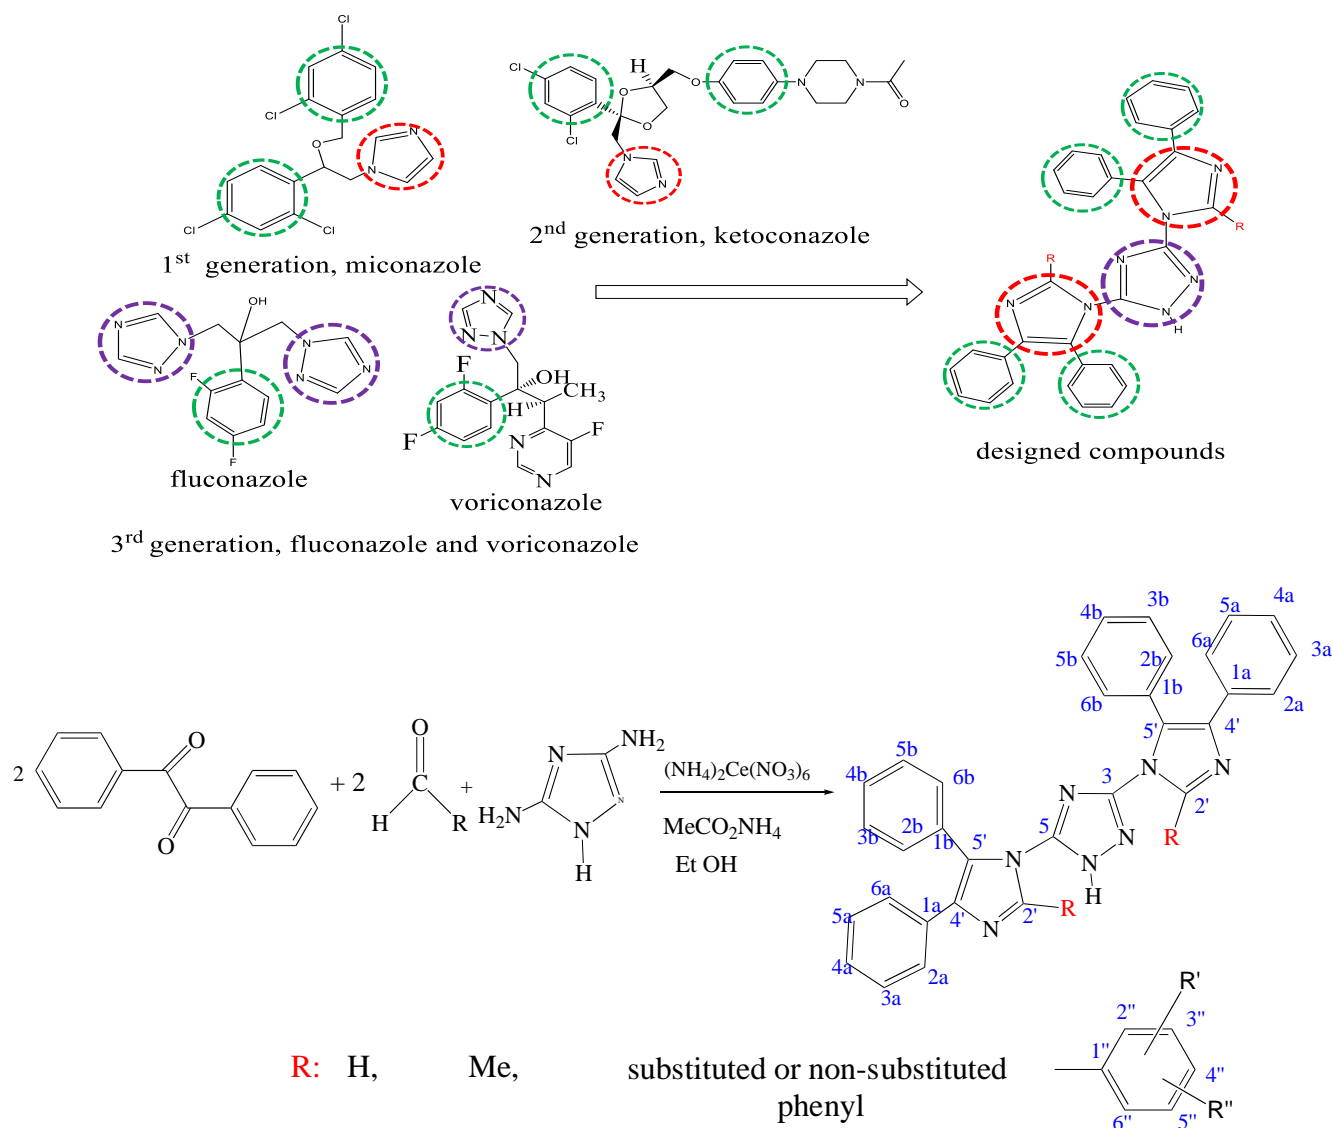 Cl
Cl
O
N
N
Cl
Cl
1st generation, miconazole
H
Cl
O
O
O
N
N
O
Cl
N
N
2nd generation, ketoconazole
N
N
R
N
N
N
H
R
N
N
designed compounds
N
N
N
OH
N
N
N
F
F
fluconazole
N
N
N
F
OH
H
CH3
F
F
N
N
voriconazole
3rd generation, fluconazole and voriconazole
2
O
O
+ 2
O
C
H
R
+
N
NH2
H2N
N
N
H
(NH4)2Ce(NO3)6
MeCO2NH4
Et OH
3b
4b
5b
2b
6b
1b
5a
4a
6a
3a
1a
2a
5'
4'
N
N
3
2'
R
N
5
N
N
H
5b
4b
6b
3b
2b
1b
5'
N
6a
5a
1a
4'
N
2'
R
4a
2a
3a
R'
2''
3''
1''
4''
6''
5''
R''
R: H, Me, substituted or non-substituted
phenyl